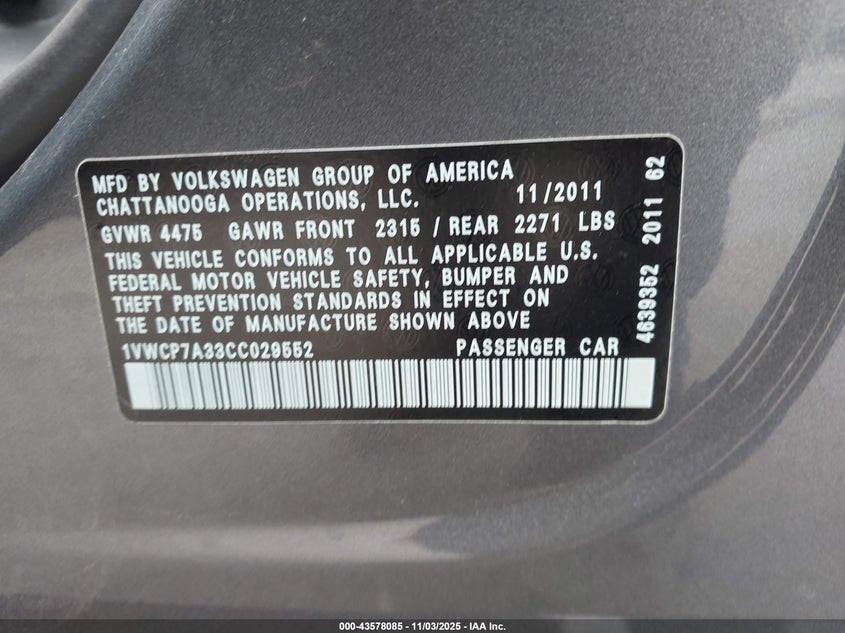 MFD BY VOLKSWAGEN GROUP OF AMERICA
CHATTANOOGA OPERATIONS, LLC. 11/2011
GVWR 4475 GAWR FRONT 2315 / REAR 2271 LBS
THIS VEHICLE CONFORMS TO ALL APPLICABLE U.S.
FEDERAL MOTOR VEHICLE SAFETY, BUMPER AND
THEFT PREVENTION STANDARDS IN EFFECT ON
THE DATE OF MANUFACTURE SHOWN ABOVE
1VWCP7A33CC029552 PASSENGER CAR
4639352 2011 62
000-43578085 - 11/03/2025 - IAA Inc.